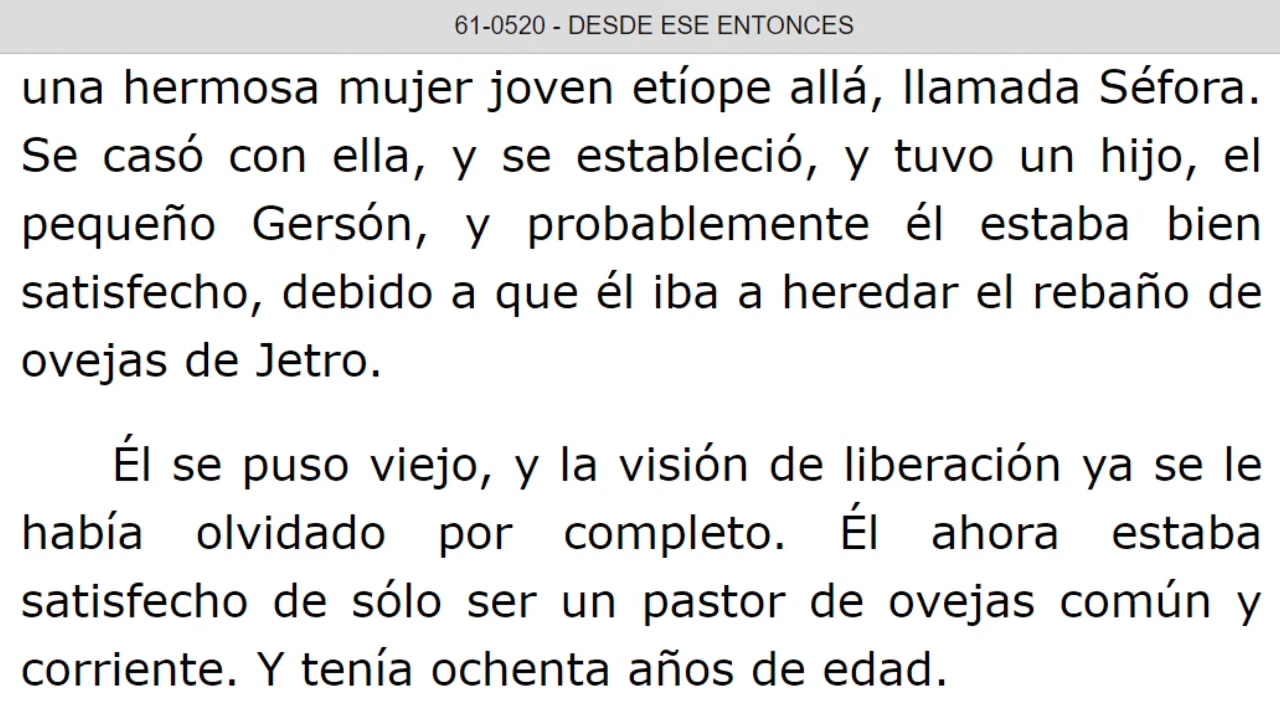 61-0520 - DESDE ESE ENTONCES
una hermosa mujer joven etíope allá, llamada Séfora.
Se casó con ella, y se estableció, y tuvo un hijo, el
pequeño Gersón, y probablemente él estaba bien
satisfecho, debido a que él iba a heredar el rebaño de
ovejas de Jetro.
Él se puso viejo, y la visión de liberación ya se le
había olvidado por completo. Él ahora estaba
satisfecho de sólo ser un pastor de ovejas común y
corriente. Y tenía ochenta años de edad.